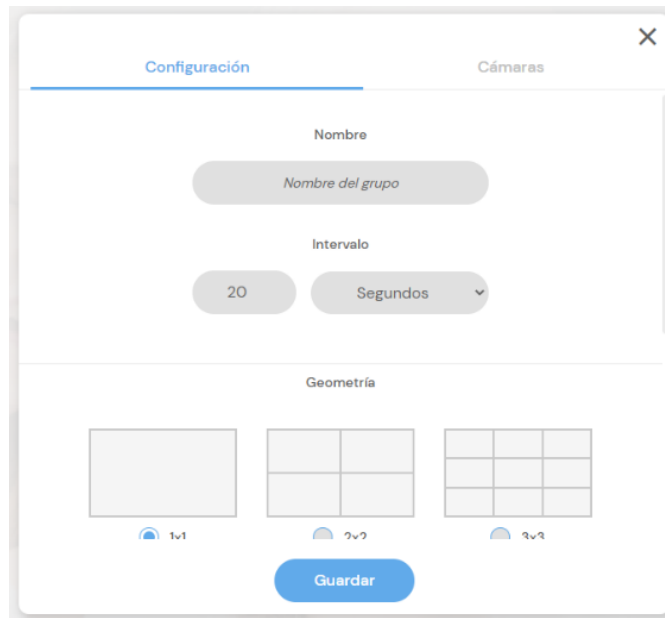 Configuración Cámaras
Nombre
Nombre del grupo
Intervalo
20 Segundos
Geometría
1x1 2x2 3x3
Guardar